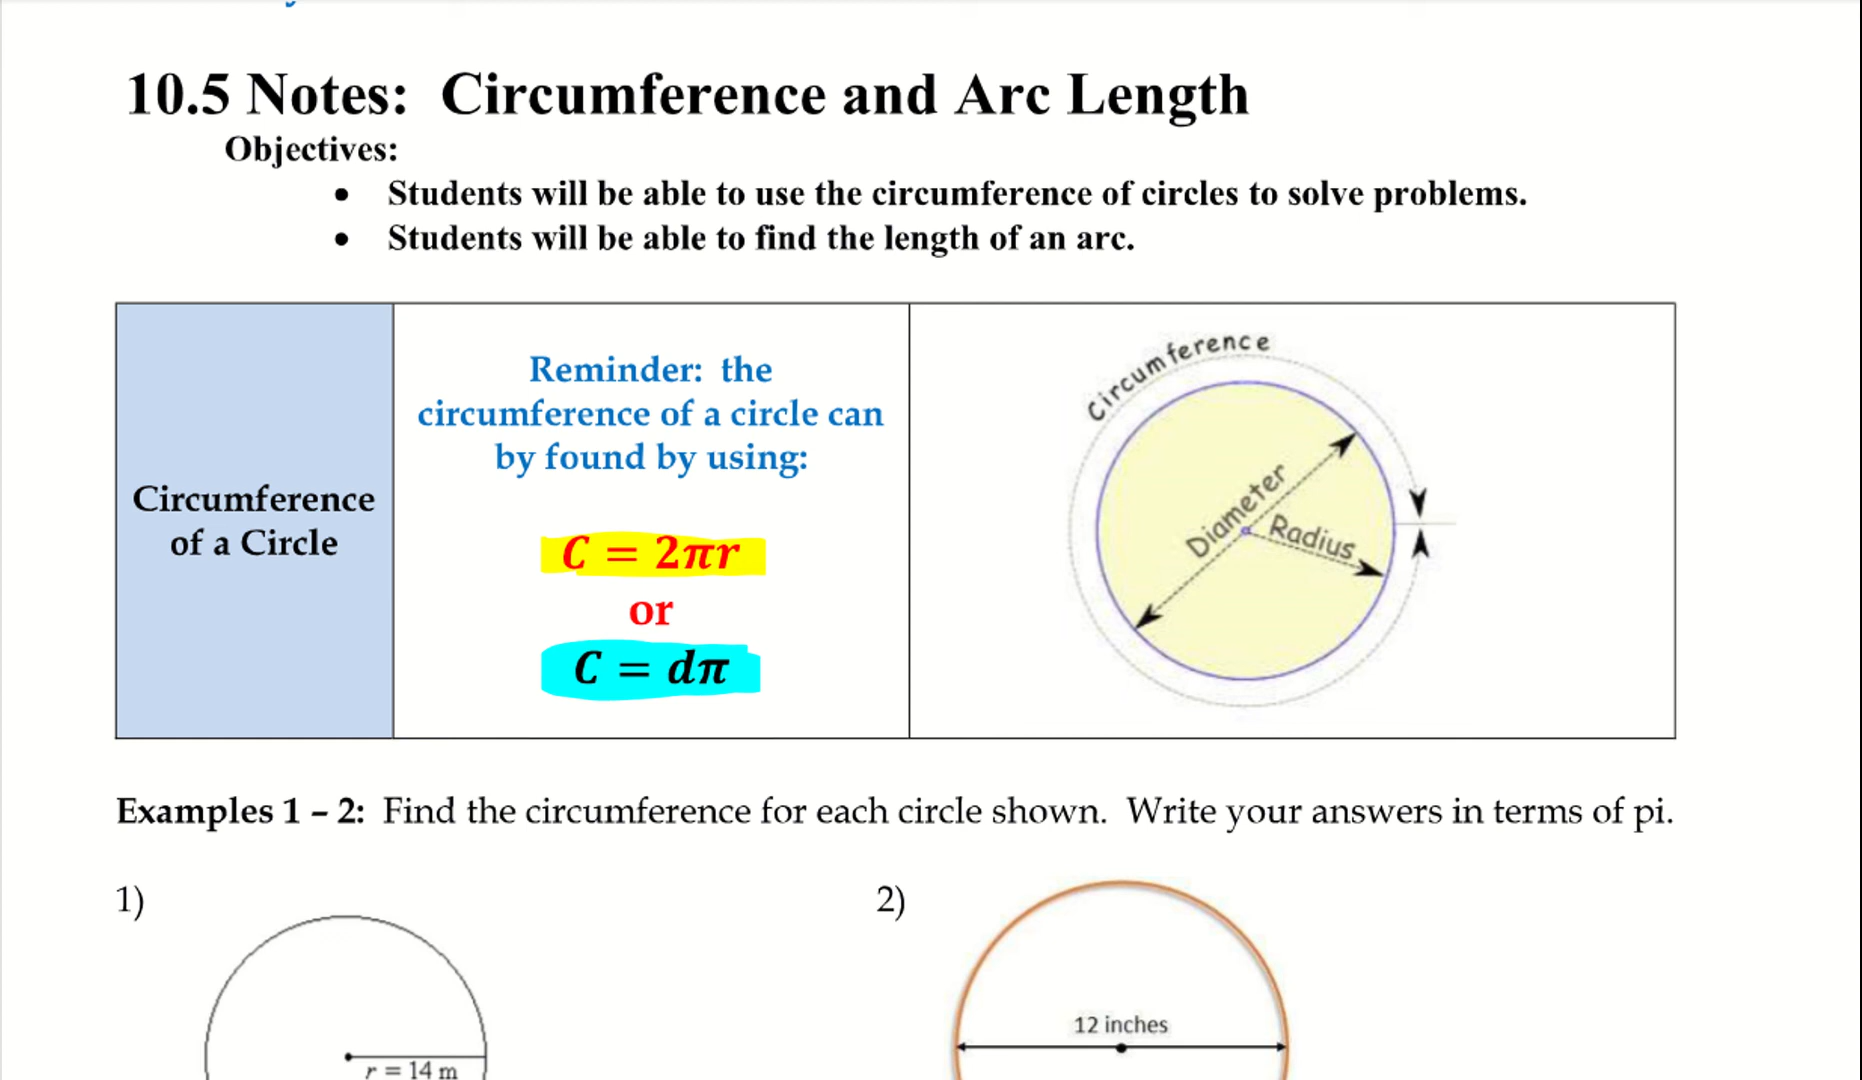 10.5 Notes: Circumference and Arc Length
Objectives:
• Students will be able to use the circumference of circles to solve problems.
• Students will be able to find the length of an arc.
Circumference
of a Circle
Reminder: the
circumference of a circle can
by found by using:
C = 2πr
or
C = dπ
Circumference
Diameter
Radius
Examples 1 – 2: Find the circumference for each circle shown. Write your answers in terms of pi.
1)
r = 14 m
2)
12 inches